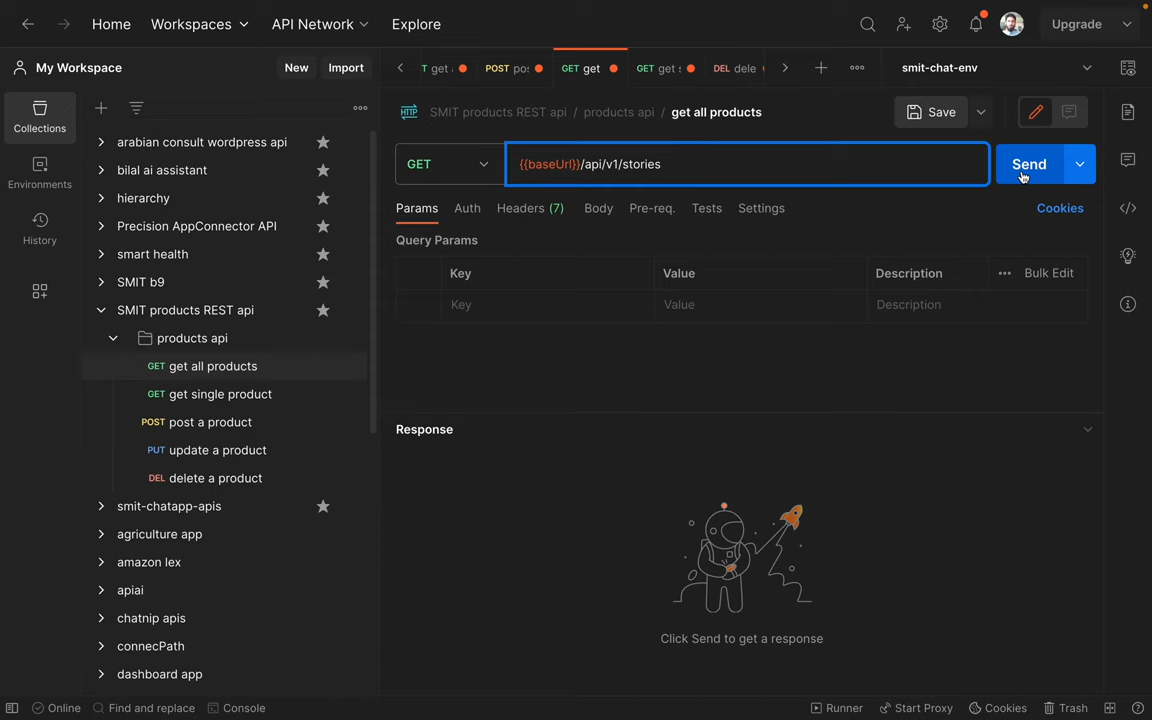 Home Workspaces API Network Explore Upgrade
My Workspace New Import
GET POST pos GET get GET get s DEL dele smit-chat-env
Collections
Environments
History
arabian consult wordpress api
bilal ai assistant
hierarchy
Precision AppConnector API
smart health
SMIT b9
SMIT products REST api
products api
GET get all products
GET get single product
POST post a product
PUT update a product
DEL delete a product
smit-chatapp-apis
agriculture app
amazon lex
apiai
chatnip apis
connecPath
dashboard app
HTTP SMIT products REST api / products api / get all products Save
GET {{baseUrl}}/api/v1/stories Send
Params Auth Headers (7) Body Pre-req. Tests Settings Cookies
Query Params
Key Value Description Bulk Edit
Key Value Description
Response
Click Send to get a response
Online Find and replace Console Runner Start Proxy Cookies Trash